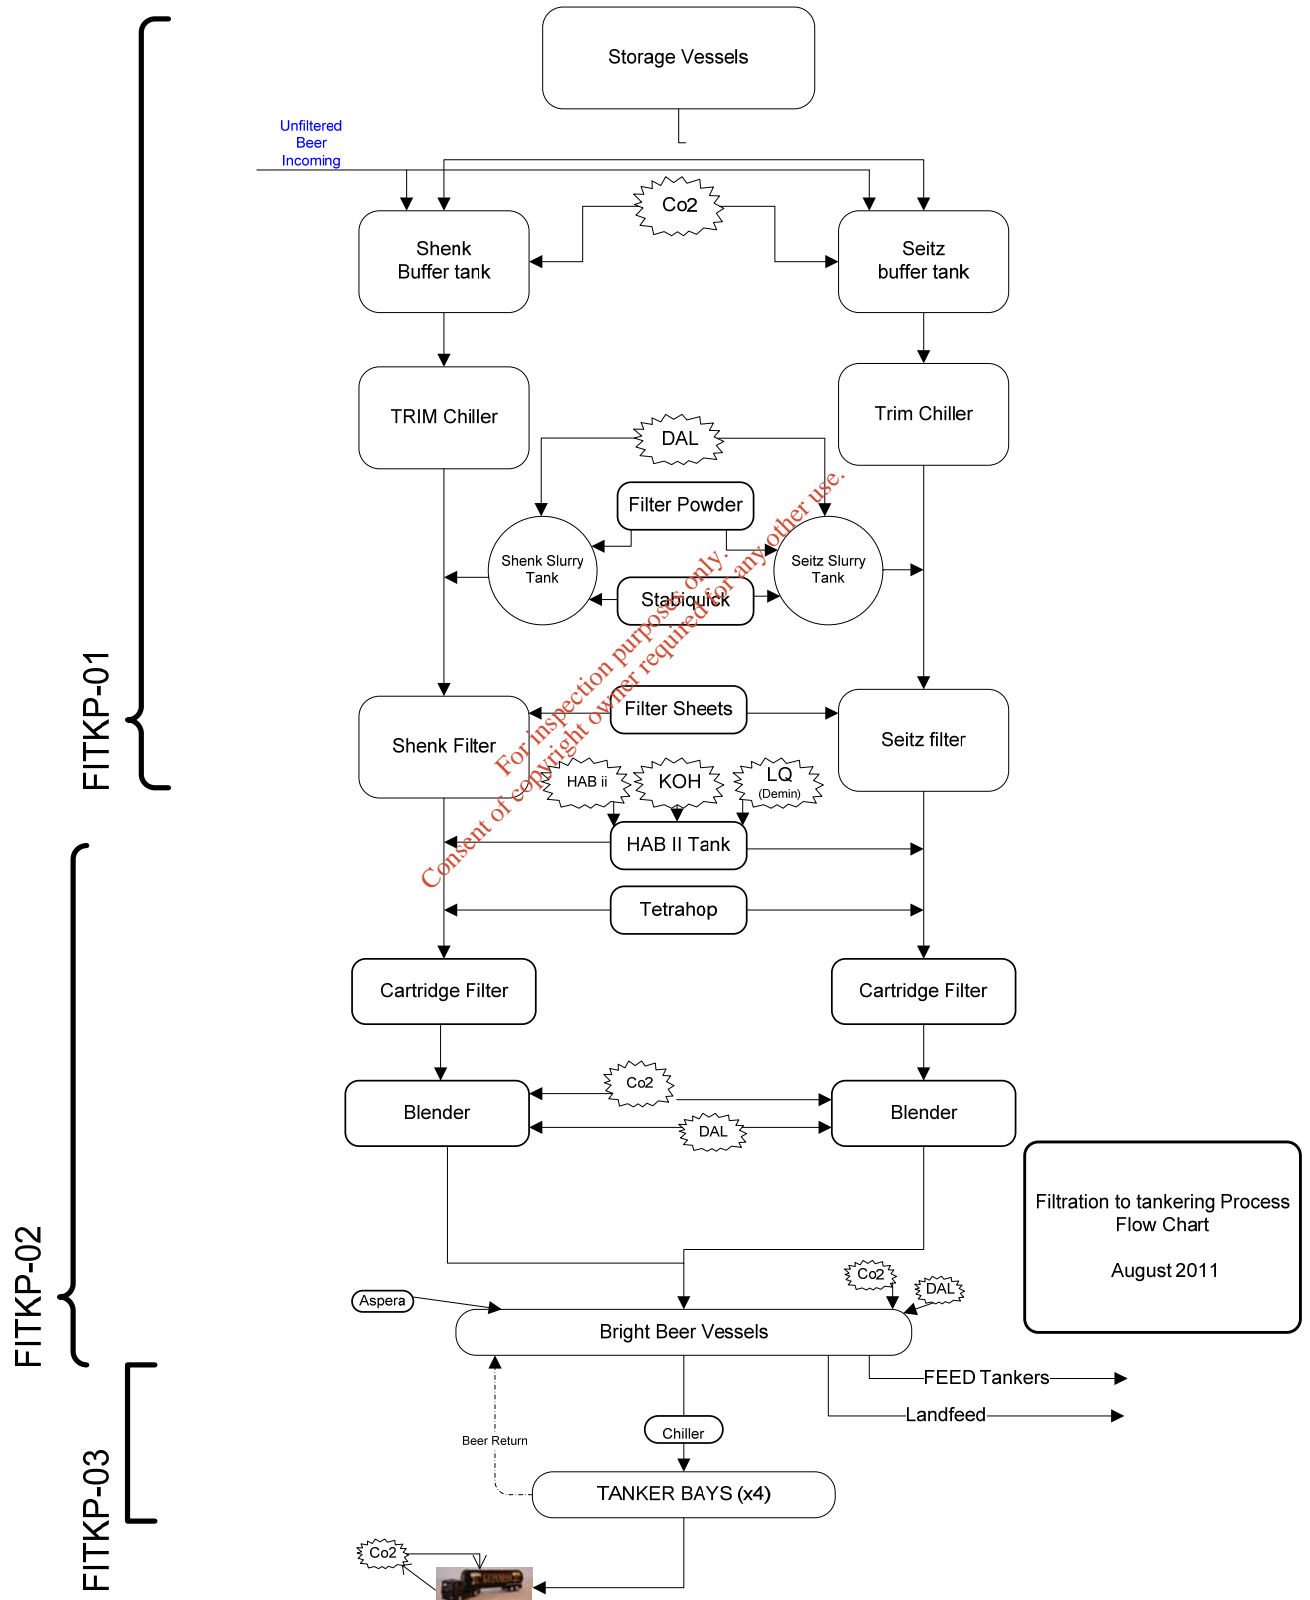 Storage Vessels
Unfiltered
Beer
Incoming
Co2
Shenk
Buffer tank
Seitz
buffer tank
TRIM Chiller
Trim Chiller
DAL
Filter Powder
Shenk Slurry
Tank
Seitz Slurry
Tank
Stabiquick
For inspection purposes only.
Consent of copyright owner required for any other use.
FITKP-01
Filter Sheets
Shenk Filter
Seitz filter
HAB ii
KOH
LQ
(Demin)
HAB II Tank
Tetrahop
Cartridge Filter
Cartridge Filter
Co2
Blender
Blender
DAL
FITKP-02
Filtration to tankering Process
Flow Chart
August 2011
Co2
DAL
Aspera
Bright Beer Vessels
FEED Tankers
Landfeed
Chiller
Beer Return
FITKP-03
TANKER BAYS (x4)
Co2
GUINNESS